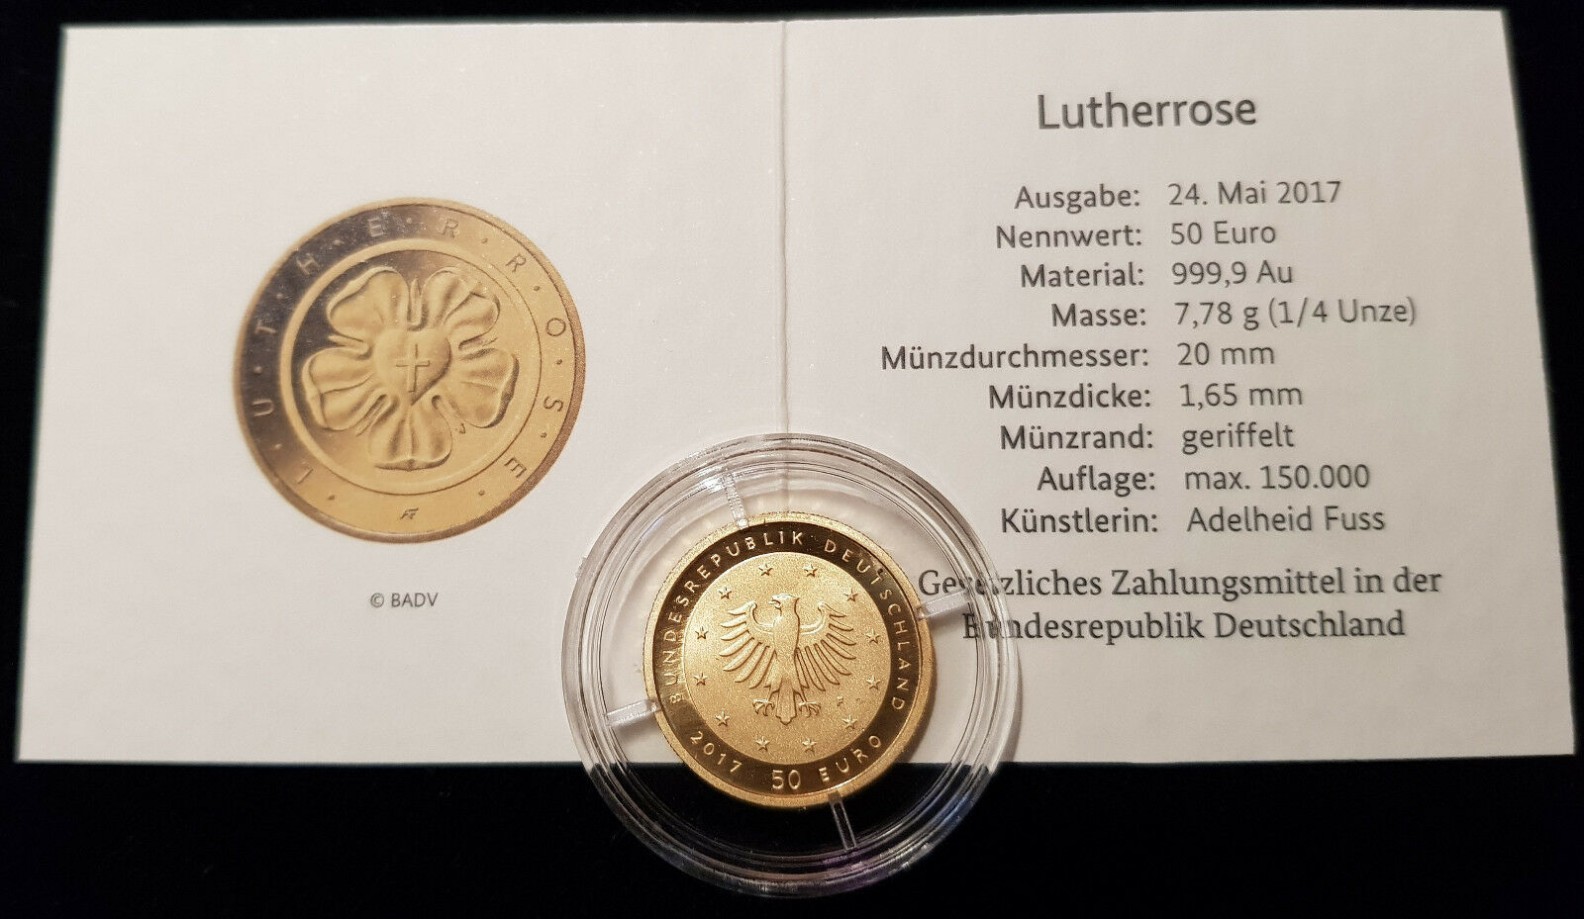 L·U·T·H·E·R·R·O·S·E
© BADV
Lutherrose
Ausgabe: 24. Mai 2017
Nennwert: 50 Euro
Material: 999,9 Au
Masse: 7,78 g (1/4 Unze)
Münzdurchmesser: 20 mm
Münzdicke: 1,65 mm
Münzrand: geriffelt
Auflage: max. 150.000
Künstlerin: Adelheid Fuss
Gesetzliches Zahlungsmittel in der
Bundesrepublik Deutschland
BUNDESREPUBLIK DEUTSCHLAND
2017 50 EURO